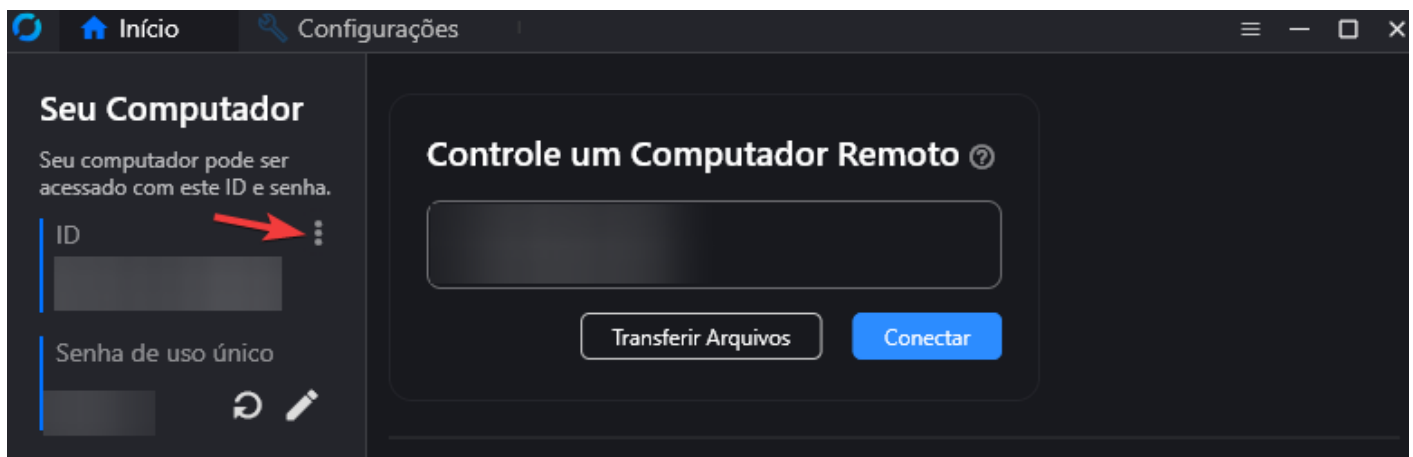 Início
Configurações
Seu Computador
Seu computador pode ser
acessado com este ID e senha.
ID
Senha de uso único
Controle um Computador Remoto
Transferir Arquivos
Conectar